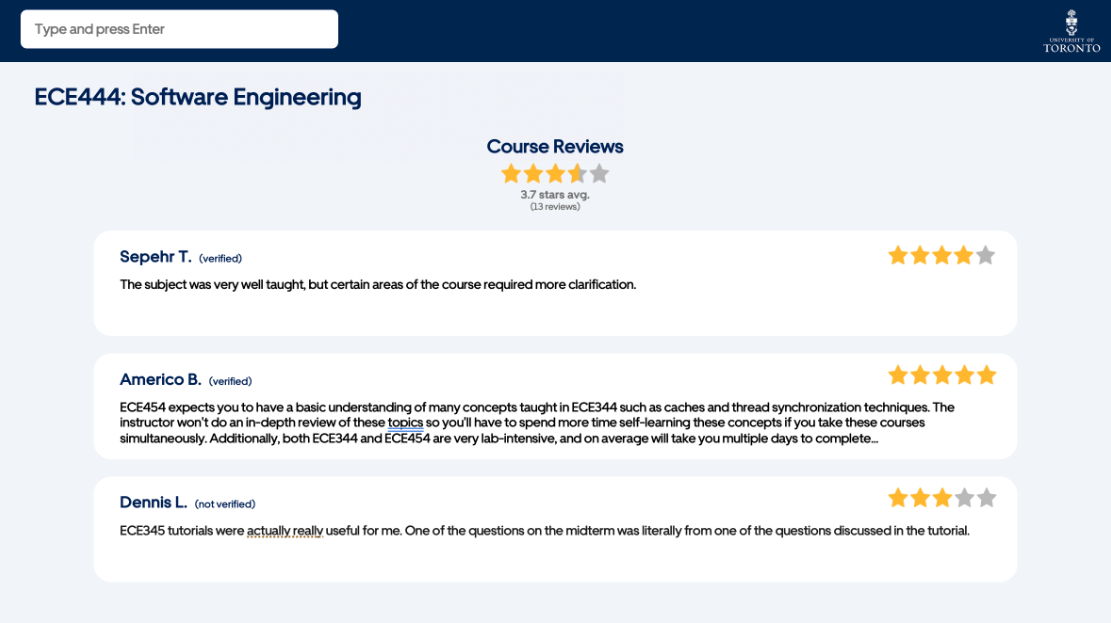 Type and press Enter
UNIVERSITY OF
TORONTO
ECE444: Software Engineering
Course Reviews
3.7 stars avg.
(13 reviews)
Sepehr T. (verified)
The subject was very well taught, but certain areas of the course required more clarification.
Americo B. (verified)
ECE454 expects you to have a basic understanding of many concepts taught in ECE344 such as caches and thread synchronization techniques. The
instructor won't do an in-depth review of these topics so you'll have to spend more time self-learning these concepts if you take these courses
simultaneously. Additionally, both ECE344 and ECE454 are very lab-intensive, and on average will take you multiple days to complete...
Dennis L. (not verified)
ECE345 tutorials were actually really useful for me. One of the questions on the midterm was literally from one of the questions discussed in the tutorial.